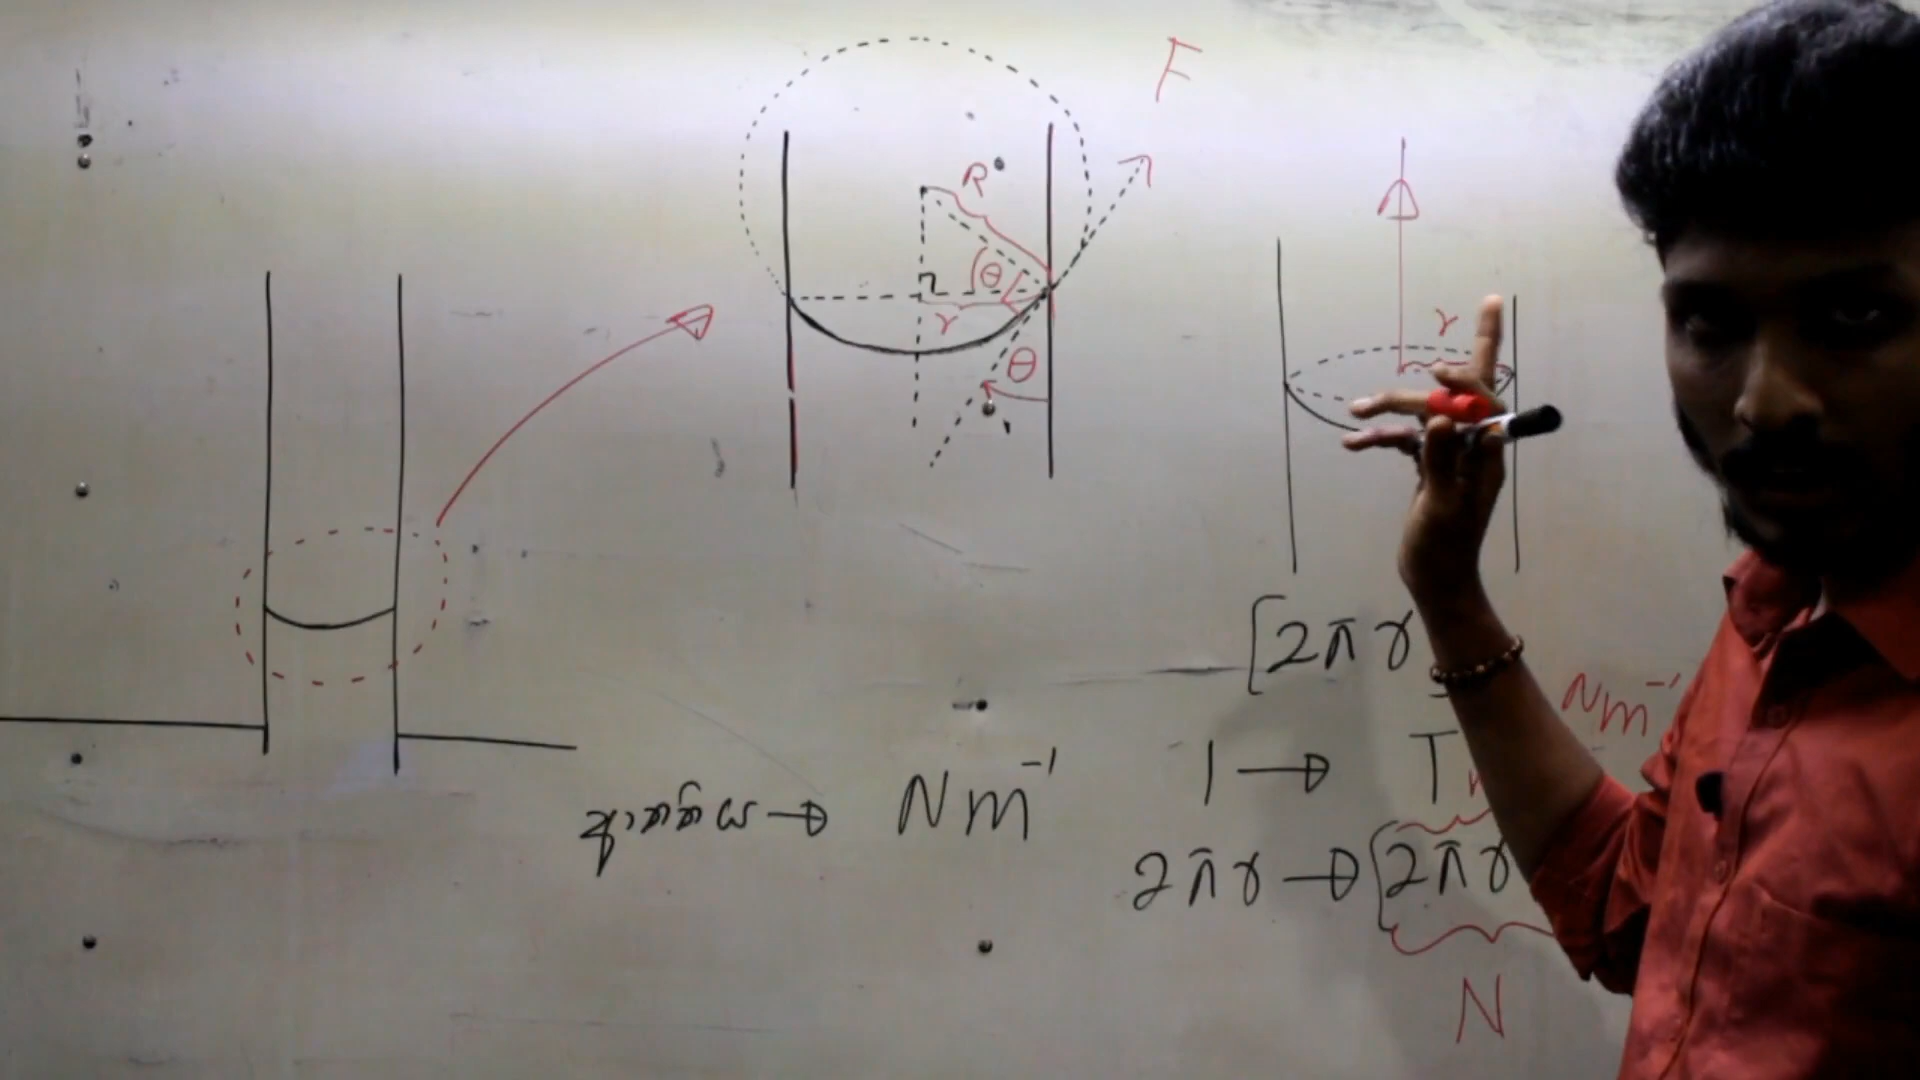 F
R
θ
r
θ
r
[2πr
Nm⁻¹
1 → T
ආතතිය → Nm⁻¹
2πr → [2πr
N